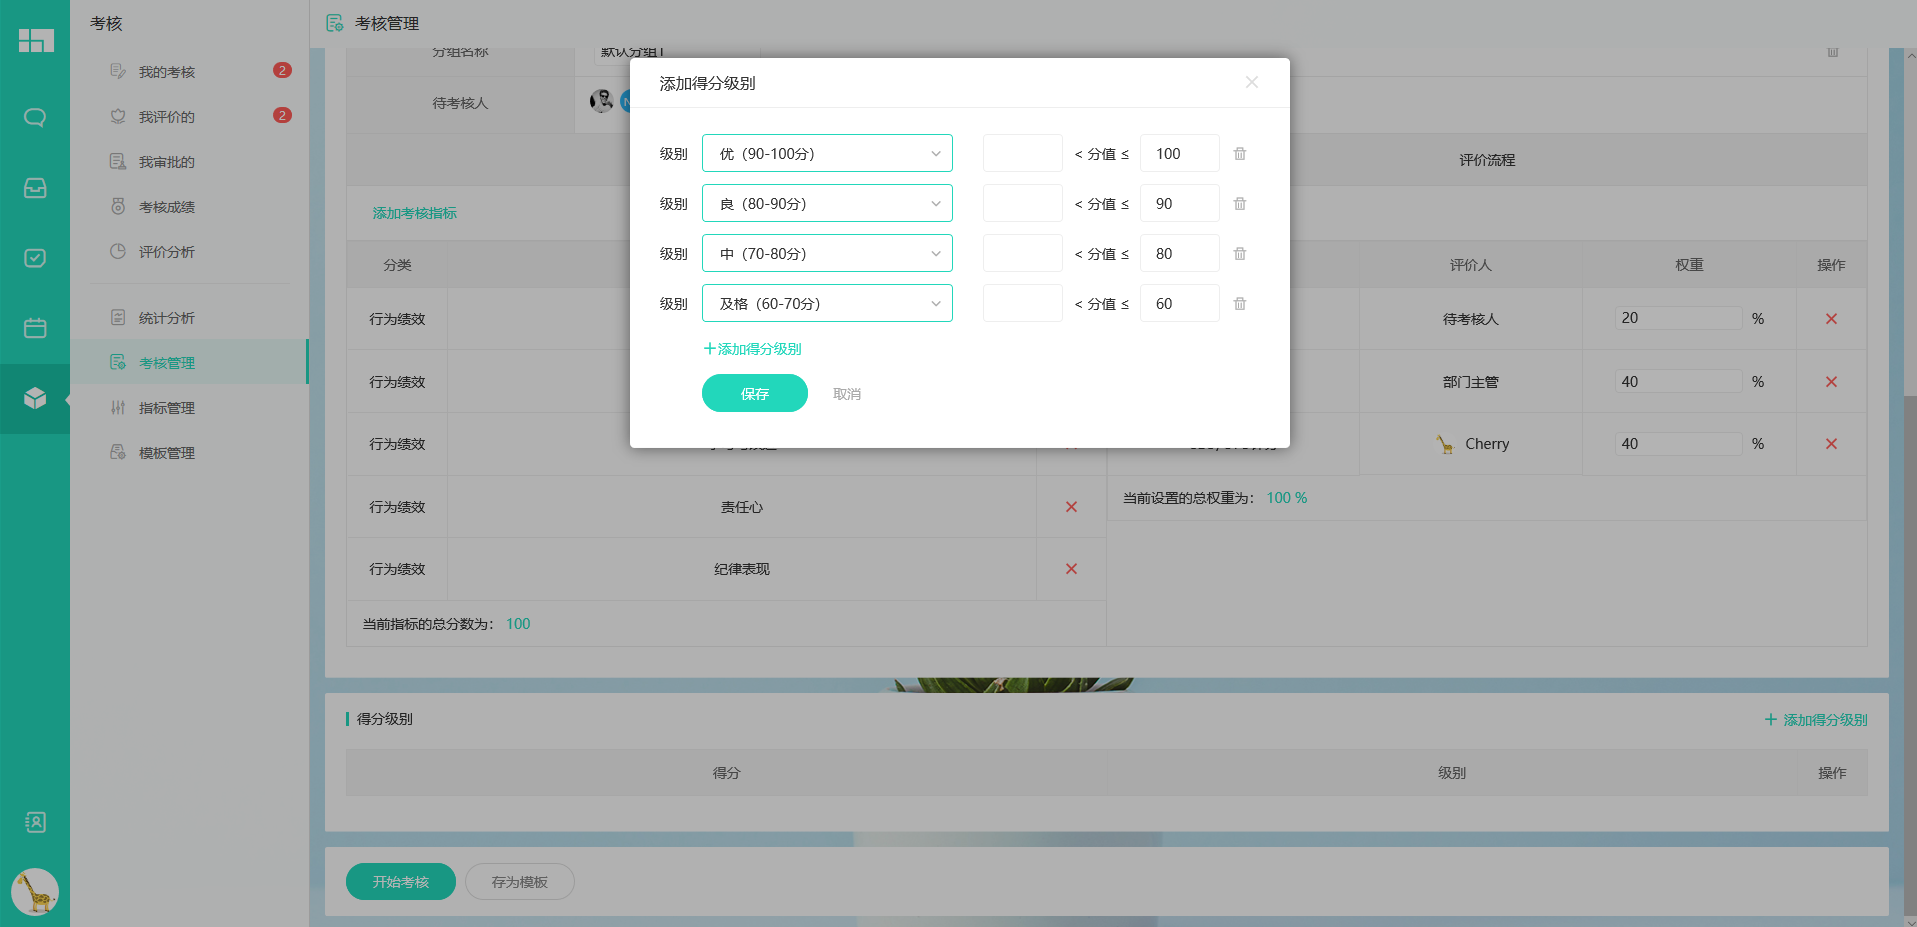 考核
考核管理
我的考核 2
我评价的 2
我审批的
考核成绩
评价分析
统计分析
考核管理
指标管理
模板管理
分组名称 默认分组1
待考核人
评价流程
添加考核指标
分类 评价人 权重 操作
行为绩效 待考核人 20 %
行为绩效 部门主管 40 %
行为绩效 Cherry 40 %
行为绩效 责任心
当前设置的总权重为： 100 %
行为绩效 纪律表现
当前指标的总分数为： 100
添加得分级别
级别 优（90-100分） < 分值 ≤ 100
级别 良（80-90分） < 分值 ≤ 90
级别 中（70-80分） < 分值 ≤ 80
级别 及格（60-70分） < 分值 ≤ 60
+添加得分级别
保存 取消
得分级别 + 添加得分级别
得分 级别 操作
开始考核 存为模板